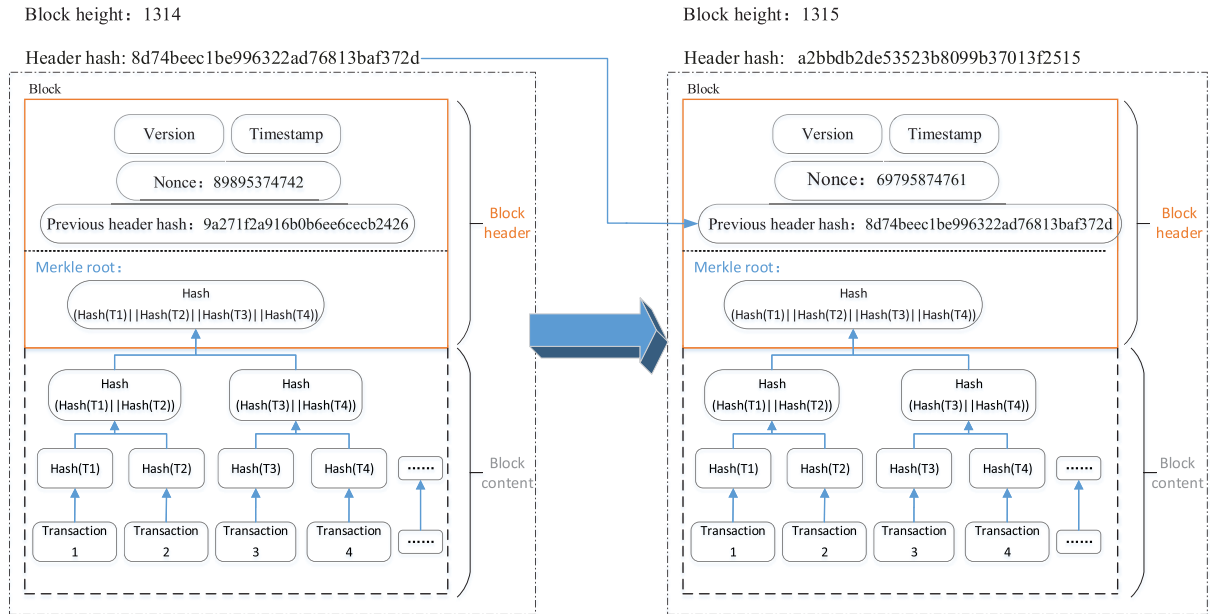 Block height：1314
Header hash: 8d74beec1be996322ad76813baf372d
Block
Version
Timestamp
Nonce：89895374742
Previous header hash：9a271f2a916b0b6ee6cecb2426
Merkle root：
Hash
(Hash(T1)||Hash(T2)||Hash(T3)||Hash(T4))
Block
header
Hash
(Hash(T1)||Hash(T2))
Hash
(Hash(T3)||Hash(T4))
Hash(T1)
Hash(T2)
Hash(T3)
Hash(T4)
......
Block
content
Transaction
1
Transaction
2
Transaction
3
Transaction
4
......
Block height：1315
Header hash:  a2bbdb2de53523b8099b37013f2515
Block
Version
Timestamp
Nonce：69795874761
Previous header hash：8d74beec1be996322ad76813baf372d
Merkle root：
Hash
(Hash(T1)||Hash(T2)||Hash(T3)||Hash(T4))
Block
header
Hash
(Hash(T1)||Hash(T2))
Hash
(Hash(T3)||Hash(T4))
Hash(T1)
Hash(T2)
Hash(T3)
Hash(T4)
......
Block
content
Transaction
1
Transaction
2
Transaction
3
Transaction
4
......